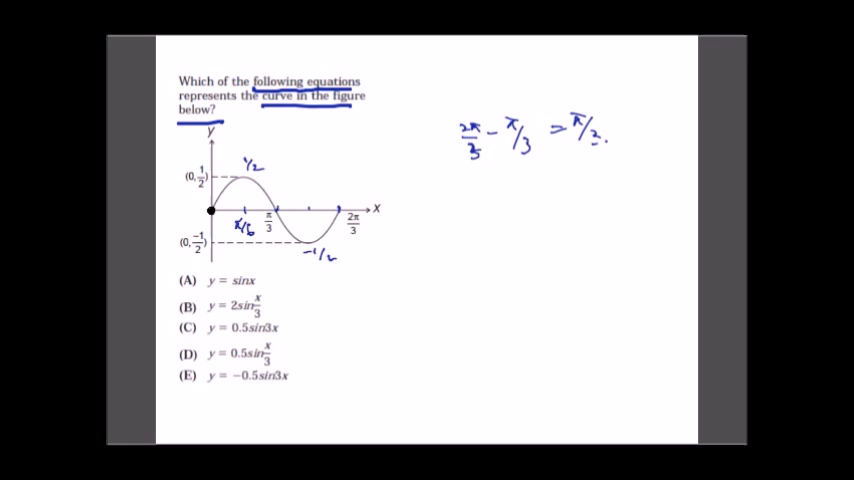 Which of the following equations
represents the curve in the figure
below?
2π/3 - π/3 = π/3.
y
1/2
(0, 1/2)
x
π/6 π/3 2π/3
(0, -1/2)
-1/2
(A) y = sinx
(B) y = 2sin x/3
(C) y = 0.5sin3x
(D) y = 0.5sin x/3
(E) y = −0.5sin3x